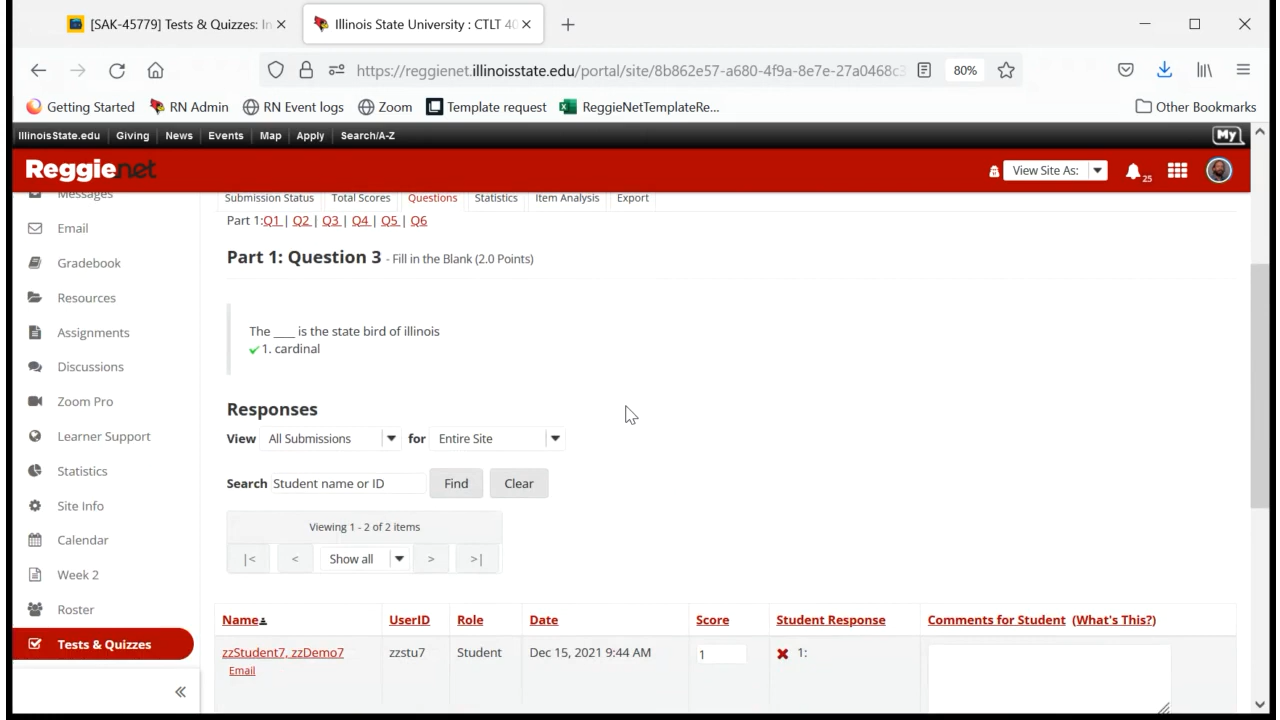 [SAK-45779] Tests & Quizzes: In
Illinois State University : CTLT 40
https://reggienet.illinoisstate.edu/portal/site/8b862e57-a680-4f9a-8e7e-27a0468c3
80%
Getting Started
RN Admin
RN Event logs
Zoom
Template request
ReggieNetTemplateRe...
Other Bookmarks
IllinoisState.edu
Giving
News
Events
Map
Apply
Search/A-Z
My
Reggienet
View Site As:
25
Messages
Email
Gradebook
Resources
Assignments
Discussions
Zoom Pro
Learner Support
Statistics
Site Info
Calendar
Week 2
Roster
Tests & Quizzes
«
Submission Status
Total Scores
Questions
Statistics
Item Analysis
Export
Part 1:Q1 | Q2 | Q3 | Q4 | Q5 | Q6
Part 1: Question 3 - Fill in the Blank (2.0 Points)
The ____ is the state bird of illinois
1. cardinal
Responses
View All Submissions for Entire Site
Search Student name or ID Find Clear
Viewing 1 - 2 of 2 items
|< < Show all > >|
Name UserID Role Date Score Student Response Comments for Student (What's This?)
zzStudent7, zzDemo7 zzstu7 Student Dec 15, 2021 9:44 AM 1 1:
Email